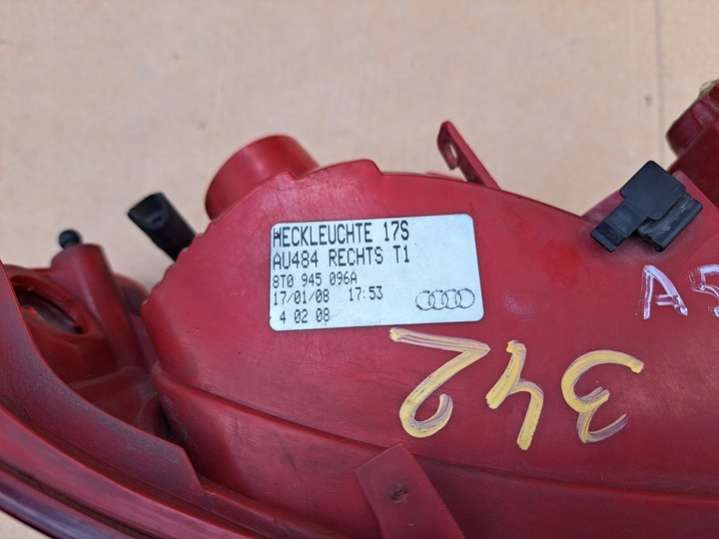 HECKLEUCHTE 17S
AU484 RECHTS T1
8T0 945 096A
17/01/08 17:53
4 02 08
342
A5